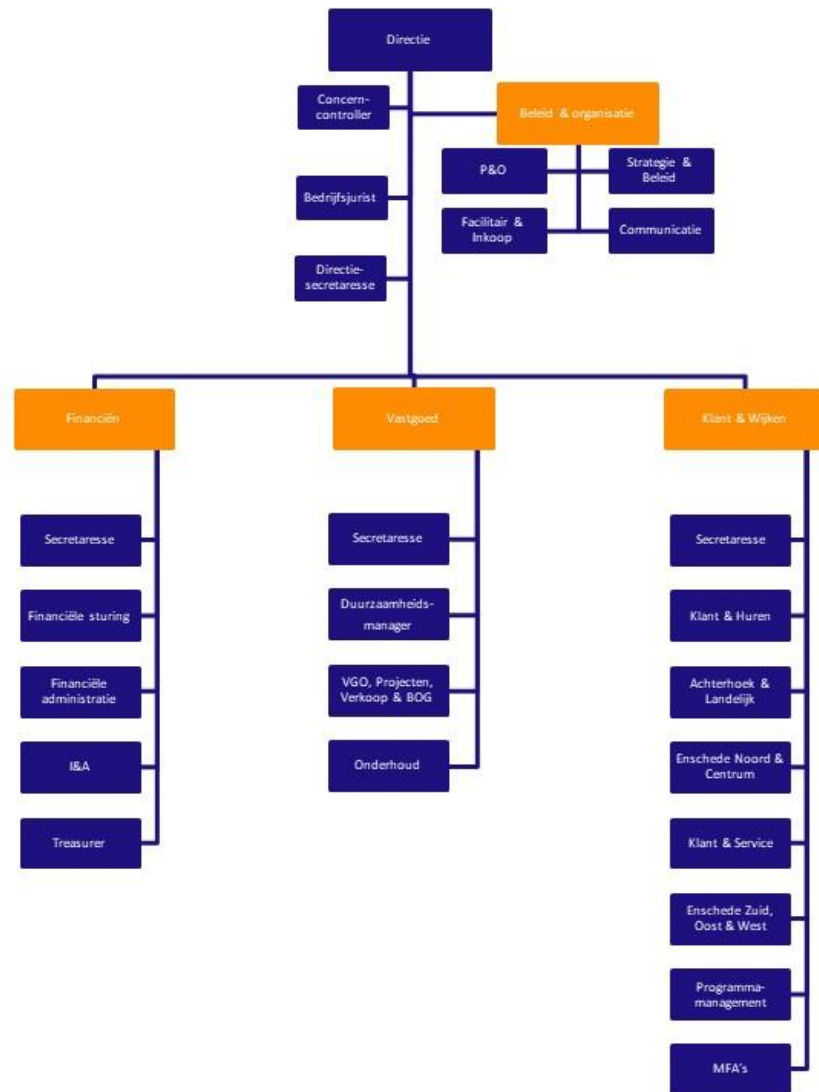 Directie
Concern-
controller
Beleid & organisatie
P&O
Strategie &
Beleid
Bedrijfsjurist
Facilitair &
Inkoop
Communicatie
Directie-
secretaresse
Financiën
Vastgoed
Klant & Wijken
Secretaresse
Financiële sturing
Financiële
administratie
I&A
Treasurer
Secretaresse
Duurzaamheids-
manager
VGO, Projecten,
Verkoop & BOG
Onderhoud
Secretaresse
Klant & Huren
Achterhoek &
Landelijk
Enschede Noord &
Centrum
Klant & Service
Enschede Zuid,
Oost & West
Programma-
management
MFA's